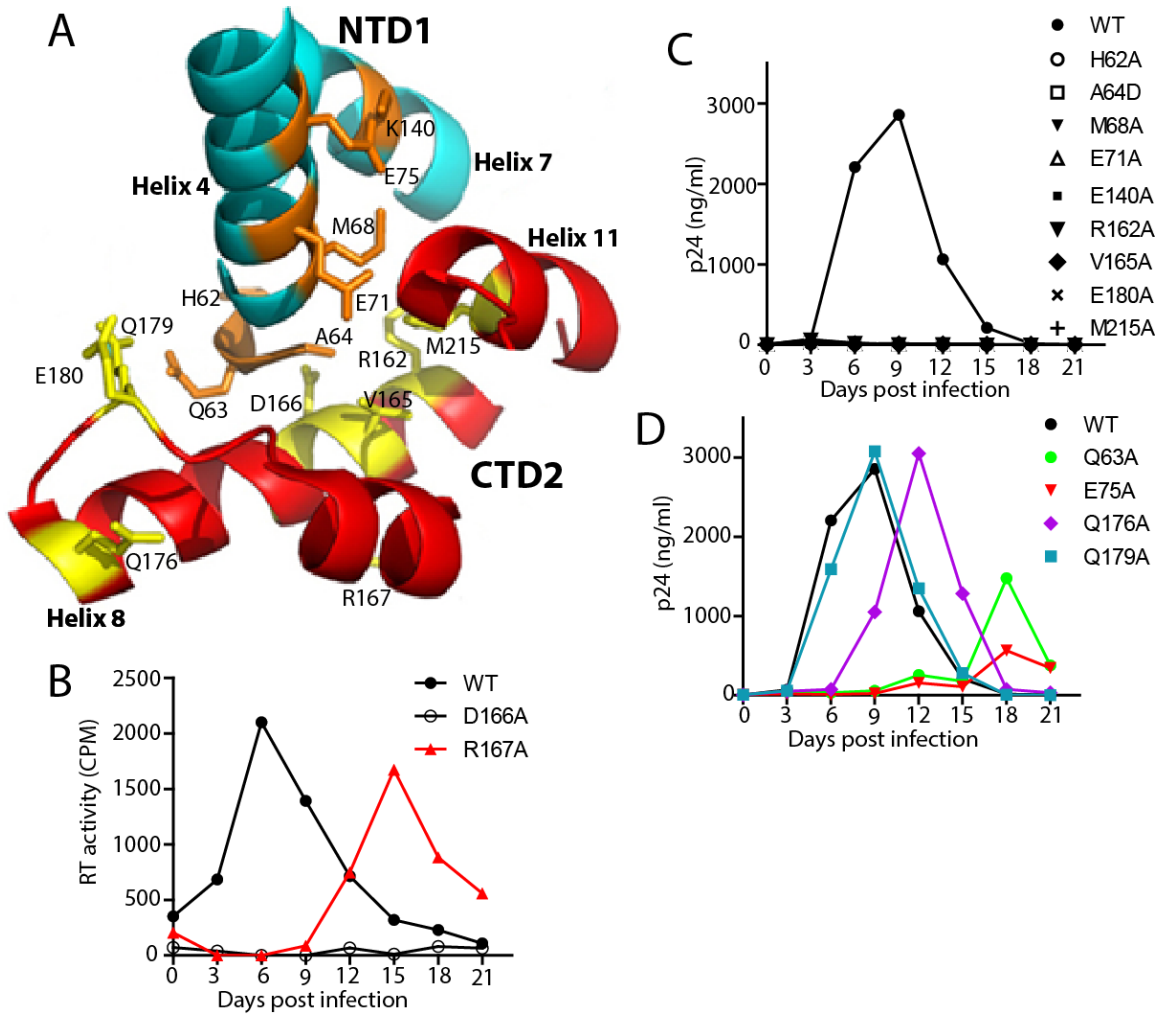 A
NTD1
K140
Helix 7
E75
Helix 4
M68
Helix 11
H62
E71
Q179
A64
M215
R162
E180
Q63
D166
V165
CTD2
Q176
R167
Helix 8
B
2500
2000
1500
1000
500
0
RT activity (CPM)
WT
D166A
R167A
0 3 6 9 12 15 18 21
Days post infection
C
3000
2000
1000
0
p24 (ng/ml)
WT
H62A
A64D
M68A
E71A
E140A
R162A
V165A
E180A
M215A
0 3 6 9 12 15 18 21
Days post infection
D
3000
2000
1000
0
p24 (ng/ml)
WT
Q63A
E75A
Q176A
Q179A
0 3 6 9 12 15 18 21
Days post infection